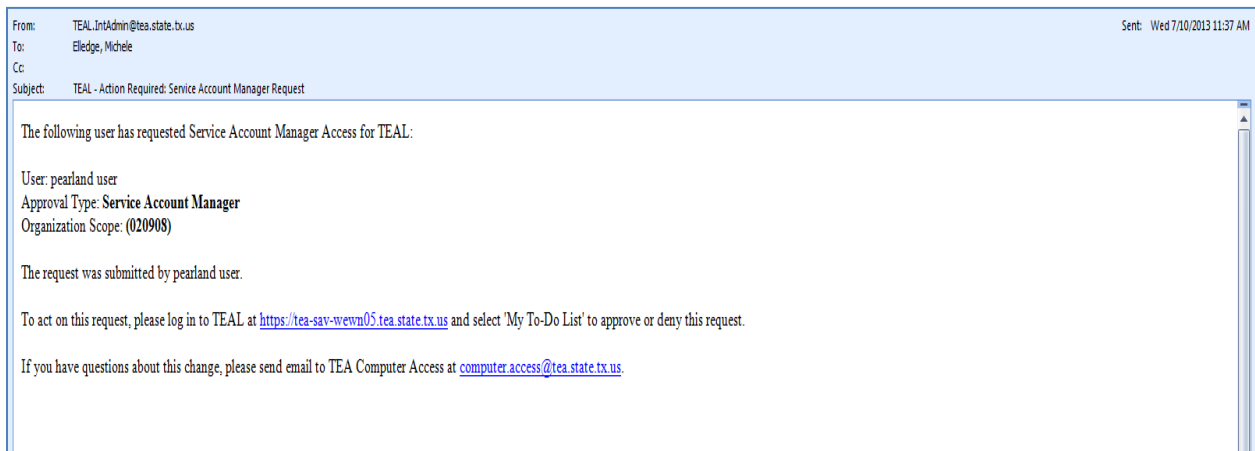 From: TEAL.IntAdmin@tea.state.tx.us Sent: Wed 7/10/2013 11:37 AM
To: Elledge, Michele
Cc:
Subject: TEAL - Action Required: Service Account Manager Request
The following user has requested Service Account Manager Access for TEAL:
User: pearland user
Approval Type: Service Account Manager
Organization Scope: (020908)
The request was submitted by pearland user.
To act on this request, please log in to TEAL at https://tea-sav-wewn05.tea.state.tx.us and select 'My To-Do List' to approve or deny this request.
If you have questions about this change, please send email to TEA Computer Access at computer.access@tea.state.tx.us.